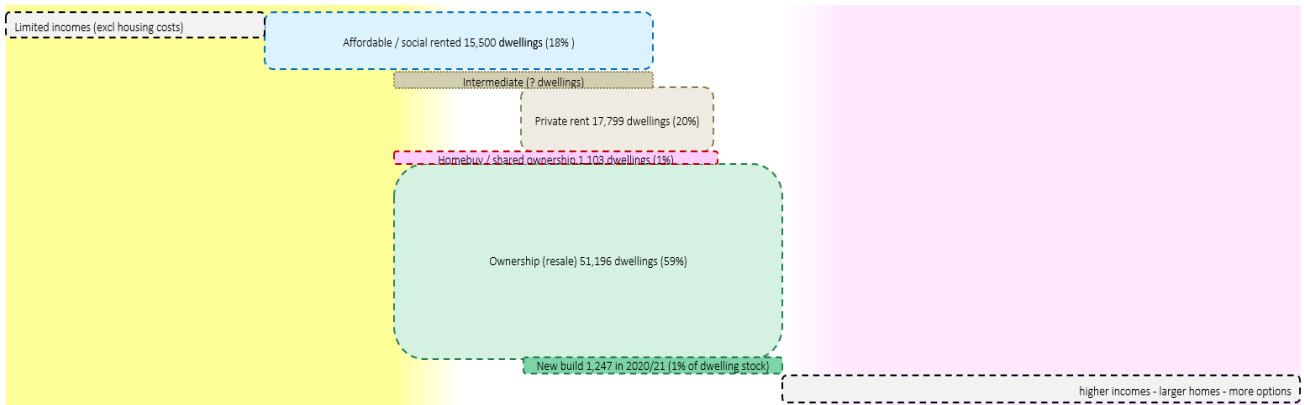 Limited incomes (excl housing costs)
Affordable / social rented 15,500 dwellings (18% )
Intermediate (? dwellings)
Private rent 17,799 dwellings (20%)
Homebuy / shared ownership 1,103 dwellings (1%)
Ownership (resale) 51,196 dwellings (59%)
New build 1,247 in 2020/21 (1% of dwelling stock)
higher incomes - larger homes - more options